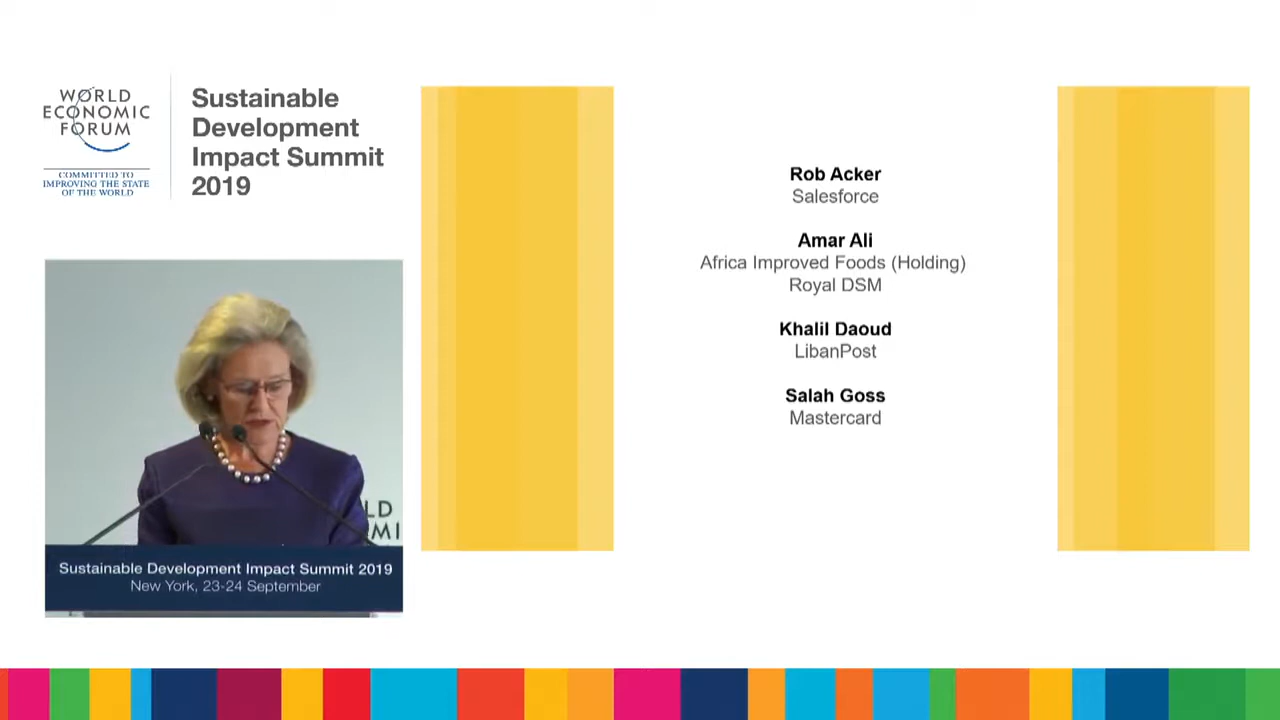 WORLD
ECONOMIC
FORUM
COMMITTED TO
IMPROVING THE STATE
OF THE WORLD
Sustainable
Development
Impact Summit
2019
Rob Acker
Salesforce
Amar Ali
Africa Improved Foods (Holding)
Royal DSM
Khalil Daoud
LibanPost
Salah Goss
Mastercard
LD
MI
Sustainable Development Impact Summit 2019
New York, 23-24 September